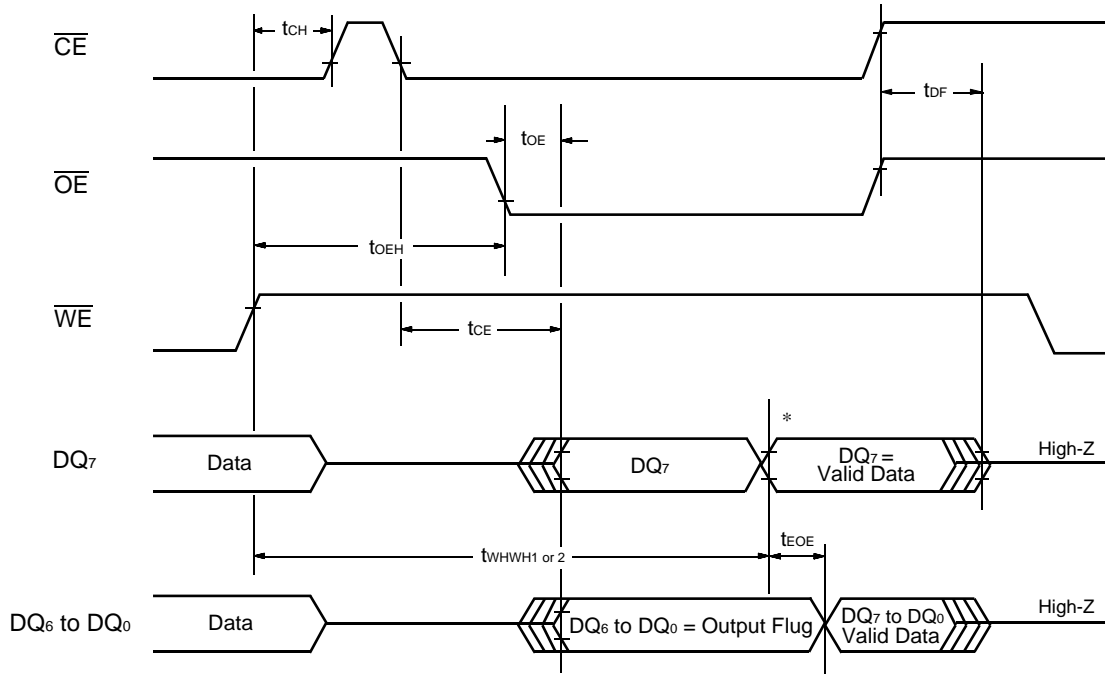 CE
tCH
tDF
OE
tOE
tOEH
WE
tCE
DQ7
Data
DQ7
*
DQ7 =
Valid Data
High-Z
tWHWH1 or 2
tEOE
DQ6 to DQ0
Data
DQ6 to DQ0 = Output Flug
DQ7 to DQ0
Valid Data
High-Z